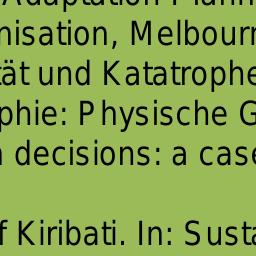 Adaptation Plann
nisation, Melbourn
tät und Katatrophe
phie: Physische G
n decisions: a case
f Kiribati. In: Susta